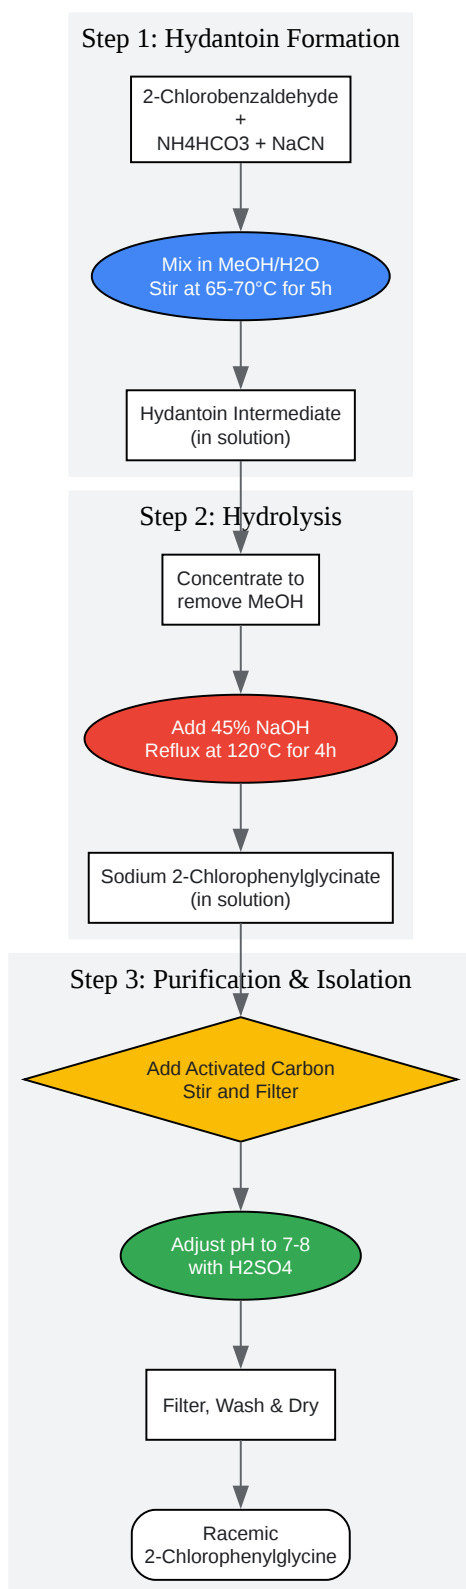 Step 1: Hydantoin Formation
2-Chlorobenzaldehyde
+
NH4HCO3 + NaCN
Mix in MeOH/H2O
Stir at 65-70°C for 5h
Hydantoin Intermediate
(in solution)
Step 2: Hydrolysis
Concentrate to
remove MeOH
Add 45% NaOH
Reflux at 120°C for 4h
Sodium 2-Chlorophenylglycinate
(in solution)
Step 3: Purification & Isolation
Add Activated Carbon
Stir and Filter
Adjust pH to 7-8
with H2SO4
Filter, Wash & Dry
Racemic
2-Chlorophenylglycine